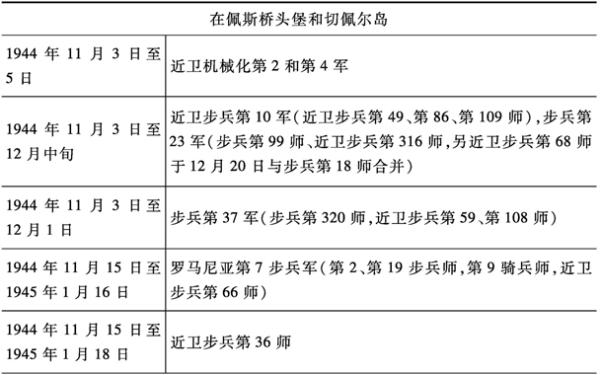 在佩斯桥头堡和切佩尔岛
1944 年 11 月 3 日至
5 日
近卫机械化第 2 和第 4 军
1944 年 11 月 3 日至
12 月中旬
近卫步兵第 10 军(近卫步兵第 49、第 86、第 109 师),步兵第
23 军(步兵第 99 师、近卫步兵第 316 师,另近卫步兵第 68 师
于 12 月 20 日与步兵第 18 师合并)
1944 年 11 月 3 日至
12 月 1 日
步兵第 37 军(步兵第 320 师,近卫步兵第 59、第 108 师)
1944 年 11 月 15 日至
1945 年 1 月 16 日
罗马尼亚第 7 步兵军(第 2、第 19 步兵师,第 9 骑兵师,近卫
步兵第 66 师)
1944 年 11 月 15 日至
1945 年 1 月 18 日
近卫步兵第 36 师